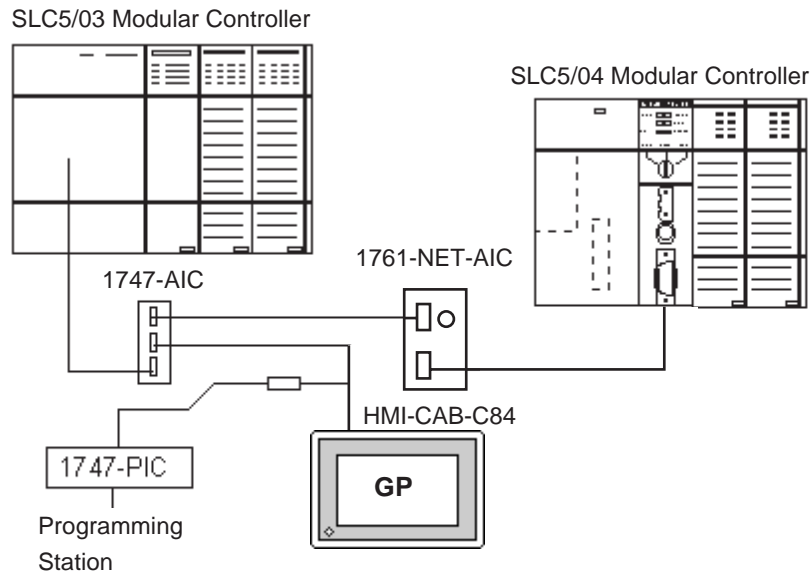 SLC5/03 Modular Controller
SLC5/04 Modular Controller
1747-AIC
1761-NET-AIC
HMI-CAB-C84
1747-PIC
GP
Programming
Station